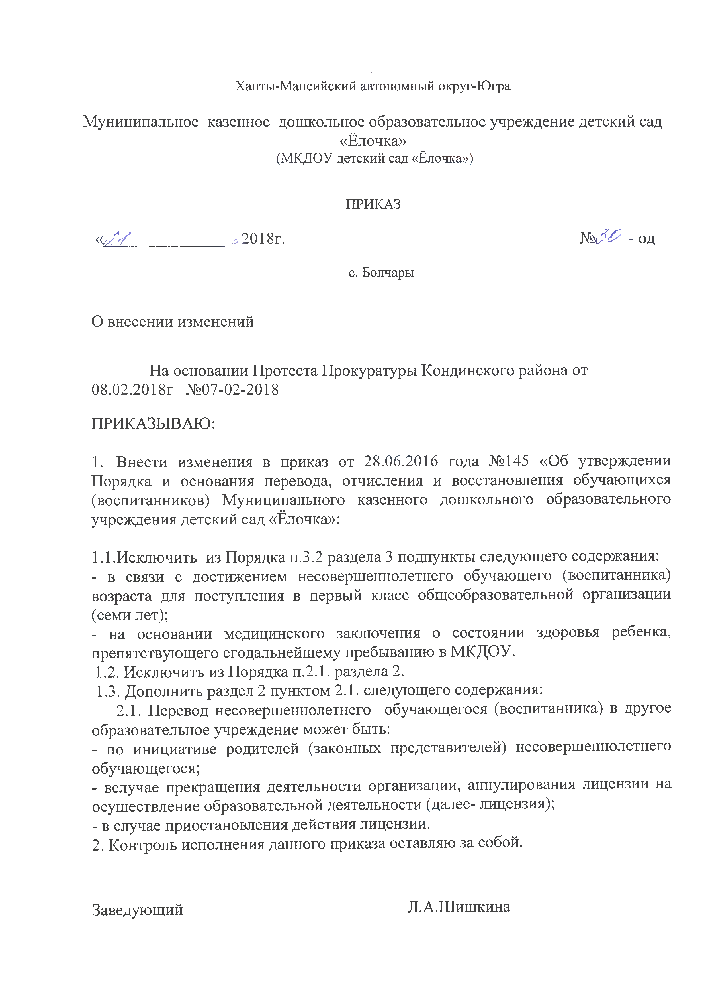 Ханты-Мансийский автономный округ-Югра
Муниципальное казенное дошкольное образовательное учреждение детский сад
«Ёлочка»
(МКДОУ детский сад «Ёлочка»)
ПРИКАЗ
« 2018г. №30 - од
с. Болчары
О внесении изменений
На основании Протеста Прокуратуры Кондинского района от
08.02.2018г №07-02-2018
ПРИКАЗЫВАЮ:
1. Внести изменения в приказ от 28.06.2016 года №145 «Об утверждении
Порядка и основания перевода, отчисления и восстановления обучающихся
(воспитанников) Муниципального казенного дошкольного образовательного
учреждения детский сад «Ёлочка»:
1.1.Исключить из Порядка п.3.2 раздела 3 подпункты следующего содержания:
- в связи с достижением несовершеннолетнего обучающего (воспитанника)
возраста для поступления в первый класс общеобразовательной организации
(семи лет);
- на основании медицинского заключения о состоянии здоровья ребенка,
препятствующего егодальнейшему пребыванию в МКДОУ.
1.2. Исключить из Порядка п.2.1. раздела 2.
1.3. Дополнить раздел 2 пунктом 2.1. следующего содержания:
2.1. Перевод несовершеннолетнего обучающегося (воспитанника) в другое
образовательное учреждение может быть:
- по инициативе родителей (законных представителей) несовершеннолетнего
обучающегося;
- вслучае прекращения деятельности организации, аннулирования лицензии на
осуществление образовательной деятельности (далее- лицензия);
- в случае приостановления действия лицензии.
2. Контроль исполнения данного приказа оставляю за собой.
Заведующий Л.А.Шишкина